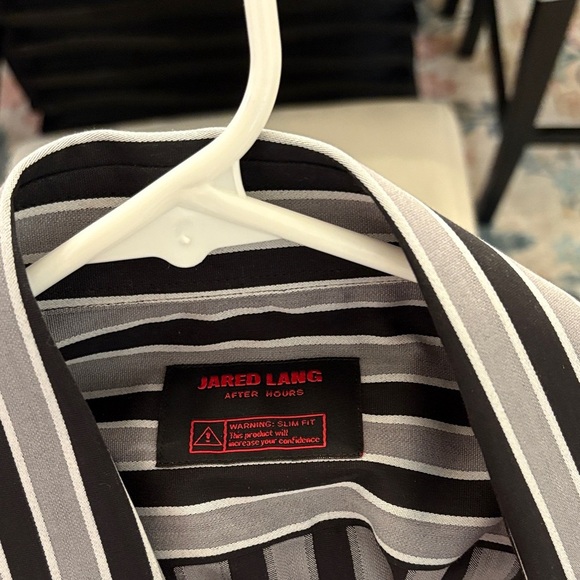 JARED LANG
AFTER HOURS
WARNING: SLIM FIT
This product will
increase your confidence